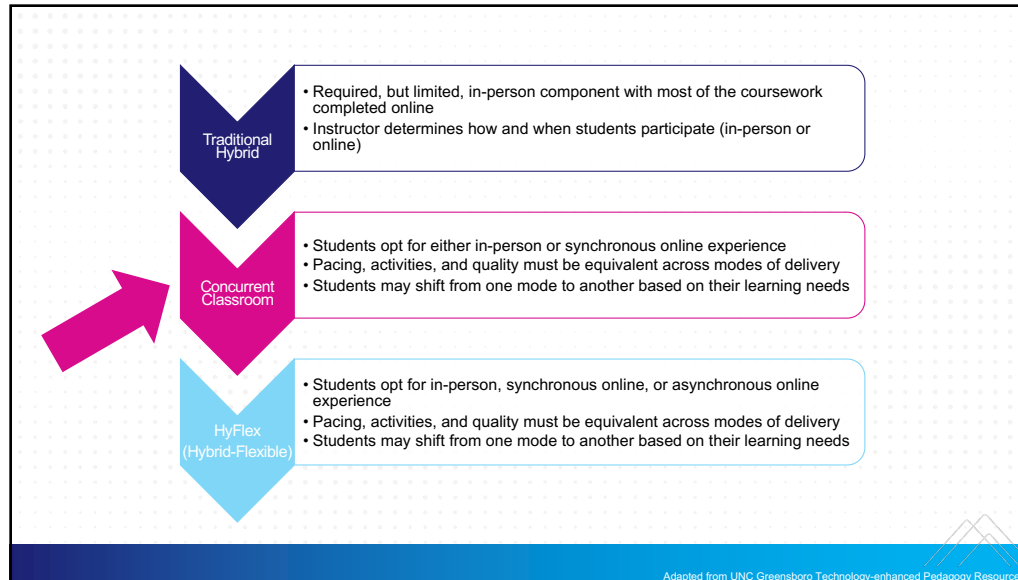 Traditional
Hybrid
• Required, but limited, in-person component with most of the coursework
completed online
• Instructor determines how and when students participate (in-person or
online)
Concurrent
Classroom
• Students opt for either in-person or synchronous online experience
• Pacing, activities, and quality must be equivalent across modes of delivery
• Students may shift from one mode to another based on their learning needs
HyFlex
(Hybrid-Flexible)
• Students opt for in-person, synchronous online, or asynchronous online
experience
• Pacing, activities, and quality must be equivalent across modes of delivery
• Students may shift from one mode to another based on their learning needs
Adapted from UNC Greensboro Technology-enhanced Pedagogy Resource